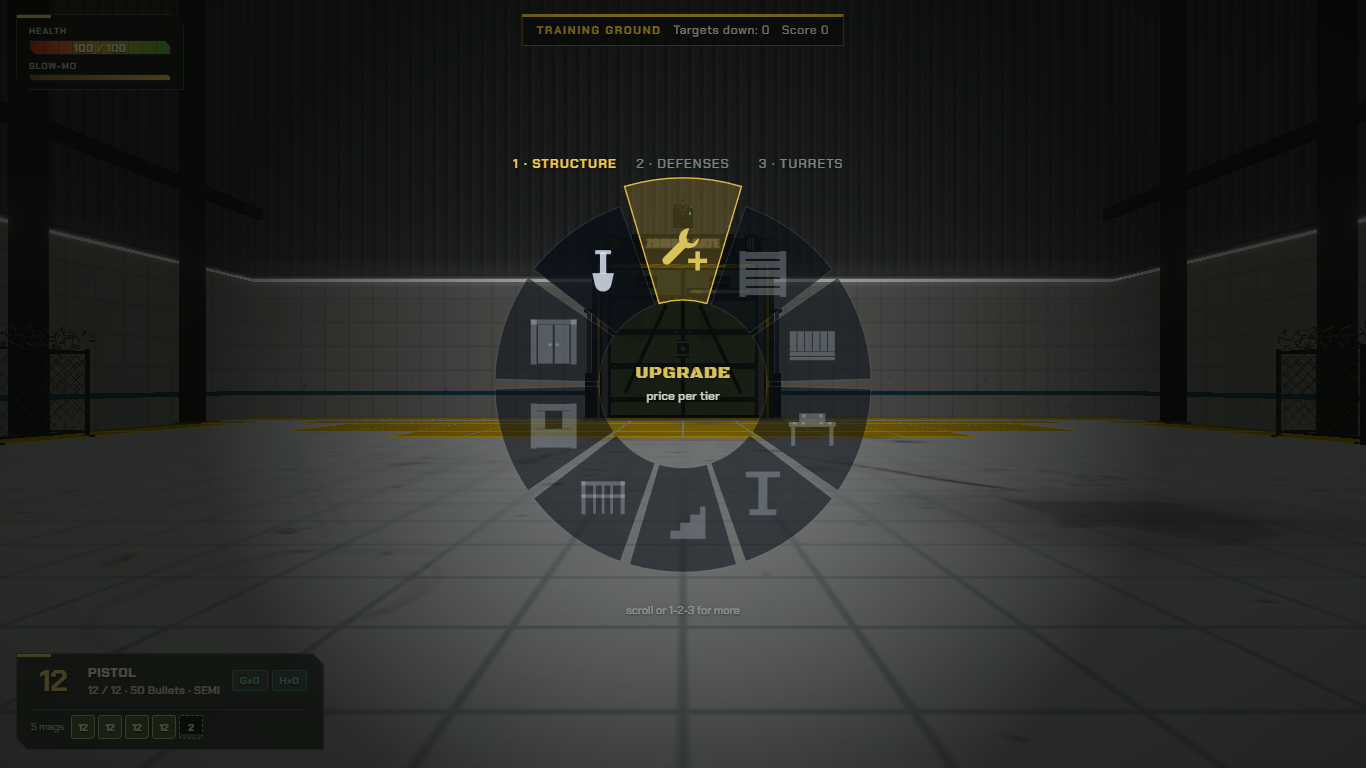 HEALTH
100 / 100
SLOW-MO
TRAINING GROUND Targets down: 0 Score 0
1 · STRUCTURE 2 · DEFENSES 3 · TURRETS
UPGRADE
price per tier
scroll or 1-2-3 for more
12 PISTOL
12 / 12 · 50 Bullets · SEMI G×0 H×0
5 mags 12 12 12 12 2